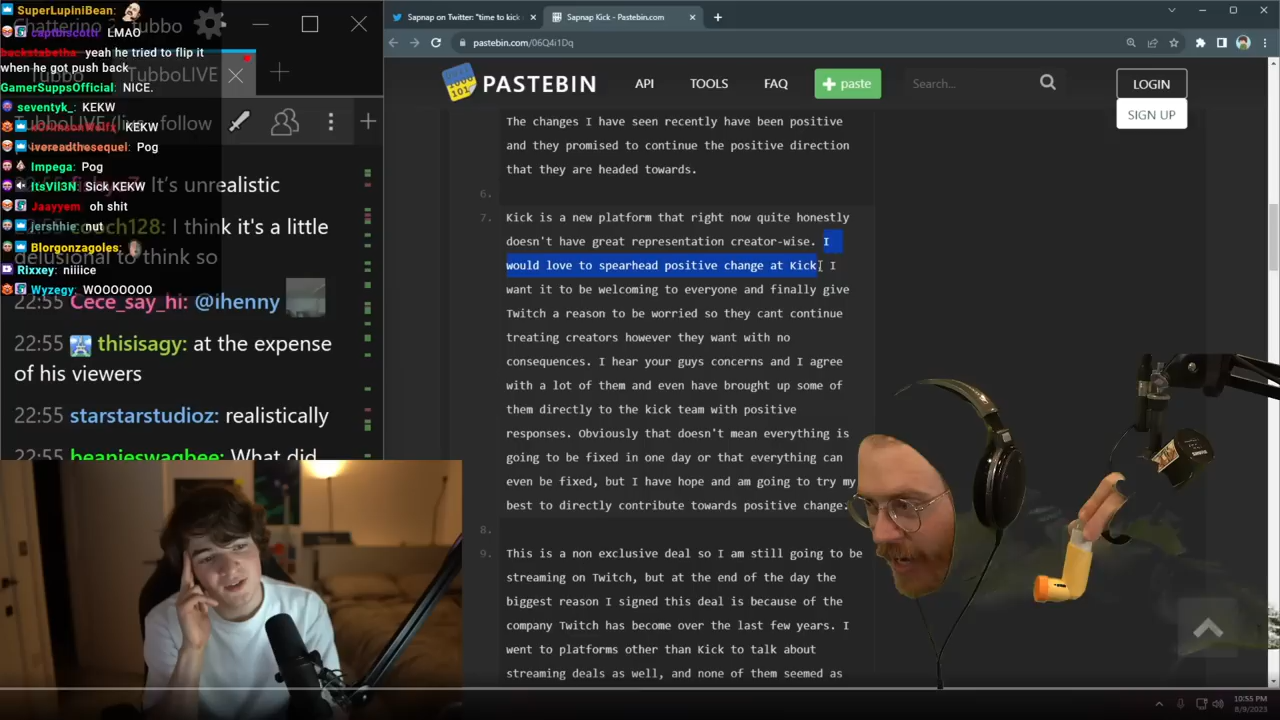 SuperLupiniBean:
Chatterino
tubbo
captbiscotti: LMAO
backstabetha: yeah he tried to flip it
when he got push back
Tubbo
TubboLIVE
GamerSuppsOfficial: NICE.
seventyk_: KEKW
TubboLIVE (live) follow
KEKW
ivereadthesequel: Pog
Impega: Pog
It's unrealistic
ItsVil3N: Sick KEKW
Jaayyem: oh shit
22:55 cooch128: I think it's a little
delusional to think so
jershhie: nut
Blorgonzagoles:
Rixxey: niiiice
Wyzegy: WOOOOOOO
22:55 Cece_say_hi: @ihenny
22:55 thisisagy: at the expense
of his viewers
22:55 starstarstudioz: realistically
22:55 beanieswagbee: What did
Sapnap on Twitter: "time to kick
Sapnap Kick - Pastebin.com
pastebin.com/06Q4i1Dq
PASTEBIN
API
TOOLS
FAQ
+ paste
Search...
LOGIN
SIGN UP
The changes I have seen recently have been positive
and they promised to continue the positive direction
that they are headed towards.
6.
7.
Kick is a new platform that right now quite honestly
doesn't have great representation creator-wise. I
would love to spearhead positive change at Kick, I
want it to be welcoming to everyone and finally give
Twitch a reason to be worried so they cant continue
treating creators however they want with no
consequences. I hear your guys concerns and I agree
with a lot of them and even have brought up some of
them directly to the kick team with positive
responses. Obviously that doesn't mean everything is
going to be fixed in one day or that everything can
even be fixed, but I have hope and am going to try my
best to directly contribute towards positive change.
8.
9.
This is a non exclusive deal so I am still going to be
streaming on Twitch, but at the end of the day the
biggest reason I signed this deal is because of the
company Twitch has become over the last few years. I
went to platforms other than Kick to talk about
streaming deals as well, and none of them seemed as
10:55 PM
8/9/2023